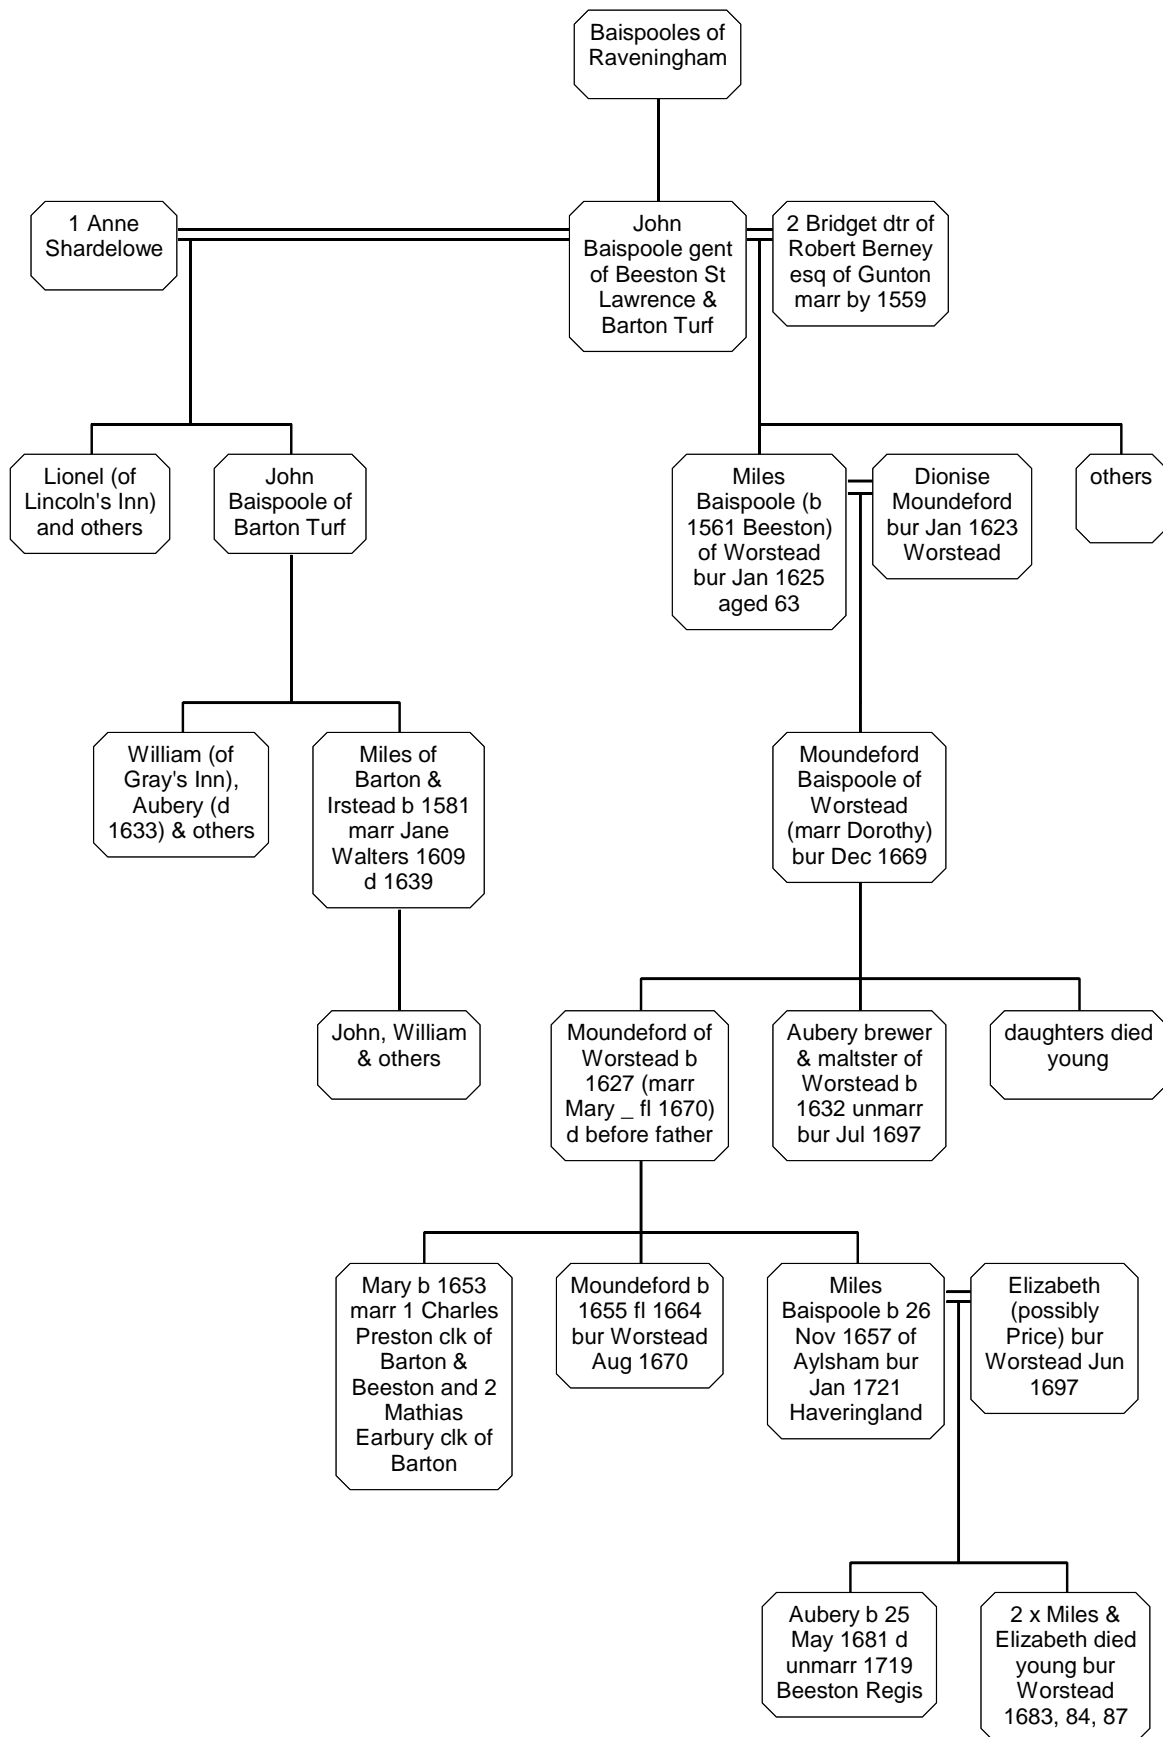 Baispooles of
Raveningham
1 Anne
Shardelowe
John
Baispoole gent
of Beeston St
Lawrence &
Barton Turf
2 Bridget dtr of
Robert Berney
esq of Gunton
marr by 1559
Lionel (of
Lincoln's Inn)
and others
John
Baispoole of
Barton Turf
Miles
Baispoole (b
1561 Beeston)
of Worstead
bur Jan 1625
aged 63
Dionise
Moundeford
bur Jan 1623
Worstead
others
William (of
Gray's Inn),
Aubery (d
1633) & others
Miles of
Barton &
Irstead b 1581
marr Jane
Walters 1609
d 1639
Moundeford
Baispoole of
Worstead
(marr Dorothy)
bur Dec 1669
John, William
& others
Moundeford of
Worstead b
1627 (marr
Mary _ fl 1670)
d before father
Aubery brewer
& maltster of
Worstead b
1632 unmarr
bur Jul 1697
daughters died
young
Mary b 1653
marr 1 Charles
Preston clk of
Barton &
Beeston and 2
Mathias
Earbury clk of
Barton
Moundeford b
1655 fl 1664
bur Worstead
Aug 1670
Miles
Baispoole b 26
Nov 1657 of
Aylsham bur
Jan 1721
Haveringland
Elizabeth
(possibly
Price) bur
Worstead Jun
1697
Aubery b 25
May 1681 d
unmarr 1719
Beeston Regis
2 x Miles &
Elizabeth died
young bur
Worstead
1683, 84, 87